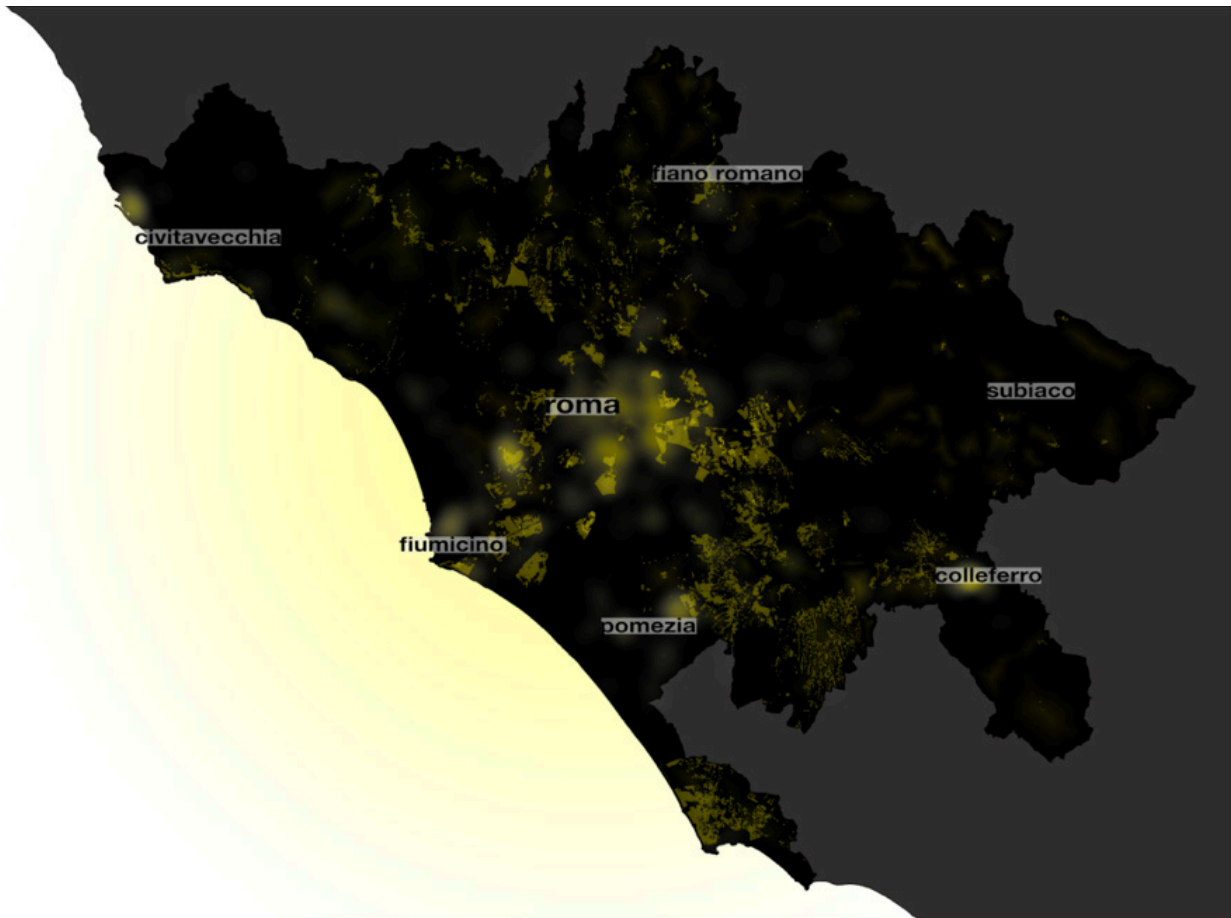 fiano romano
civitavecchia
subiaco
roma
fiumicino
colleferro
pomezia